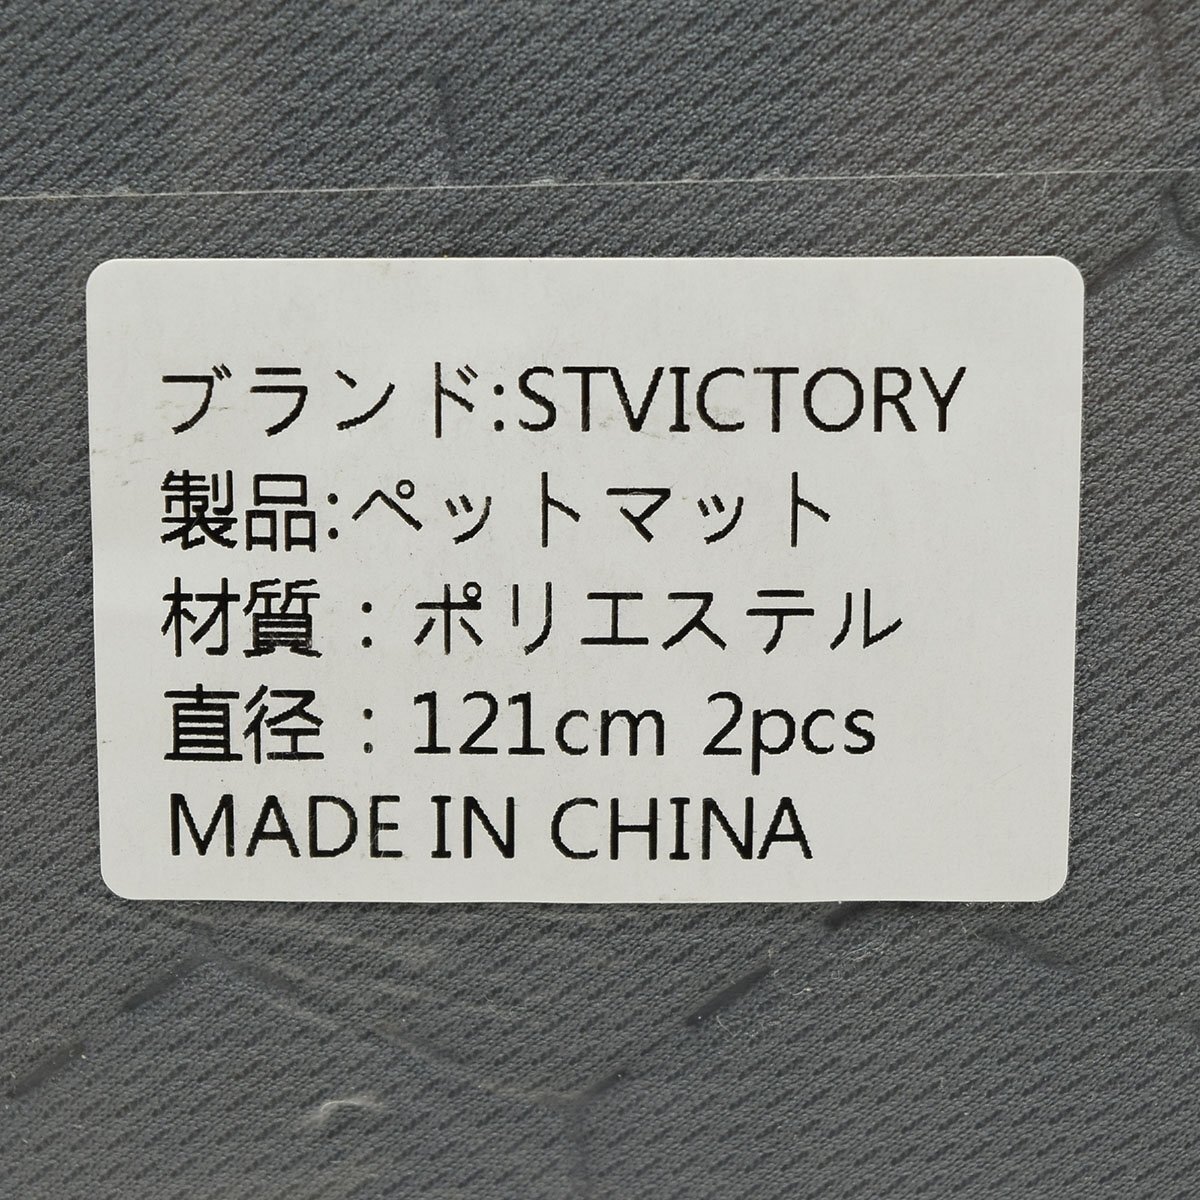 ブランド:STVICTORY
製品:ペットマット
材質：ポリエステル
直径：121cm 2pcs
MADE IN CHINA